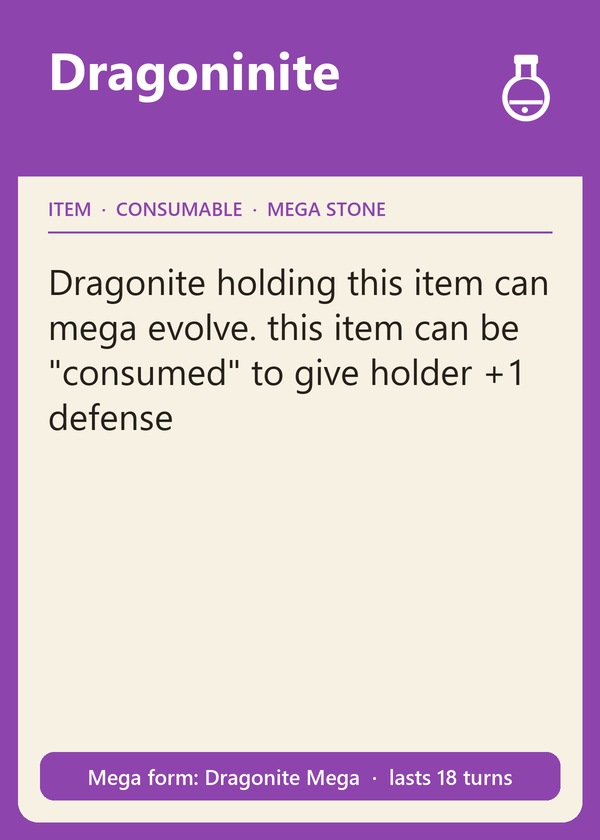 Dragoninite
ITEM · CONSUMABLE · MEGA STONE
Dragonite holding this item can
mega evolve. this item can be
"consumed" to give holder +1
defense
Mega form: Dragonite Mega · lasts 18 turns